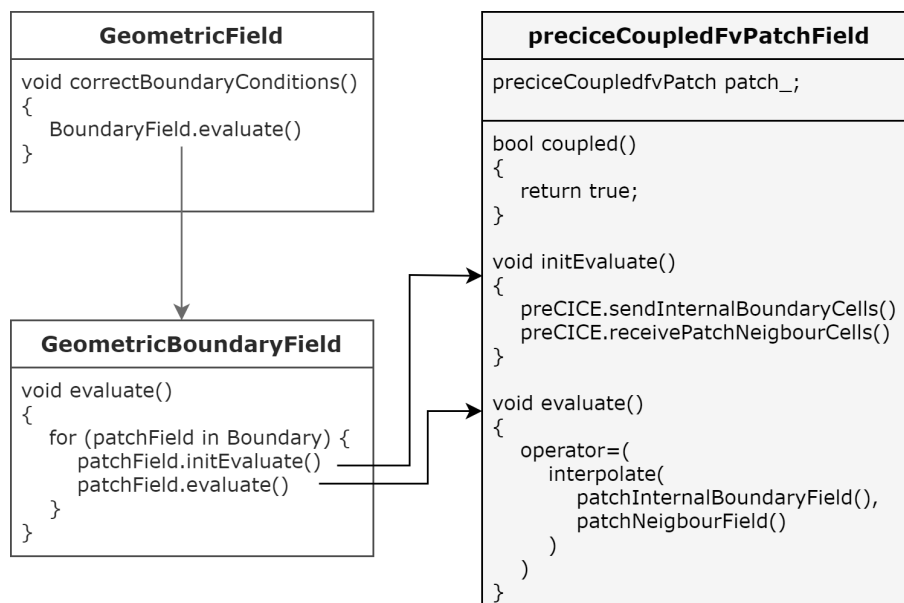 GeometricField
void correctBoundaryConditions()
{
BoundaryField.evaluate()
}
GeometricBoundaryField
void evaluate()
{
for (patchField in Boundary) {
patchField.initEvaluate()
patchField.evaluate()
}
}
preciceCoupledFvPatchField
preciceCoupledfvPatch patch_;
bool coupled()
{
return true;
}
void initEvaluate()
{
preCICE.sendInternalBoundaryCells()
preCICE.receivePatchNeigbourCells()
}
void evaluate()
{
operator=(
interpolate(
patchInternalBoundaryField(),
patchNeigbourField()
)
)
}